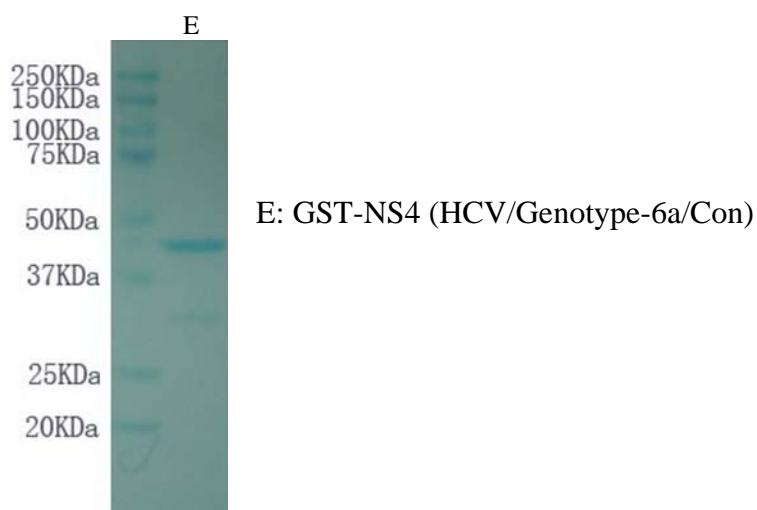 E
250KDa
150KDa
100KDa
75KDa
50KDa
E: GST-NS4 (HCV/Genotype-6a/Con)
37KDa
25KDa
20KDa